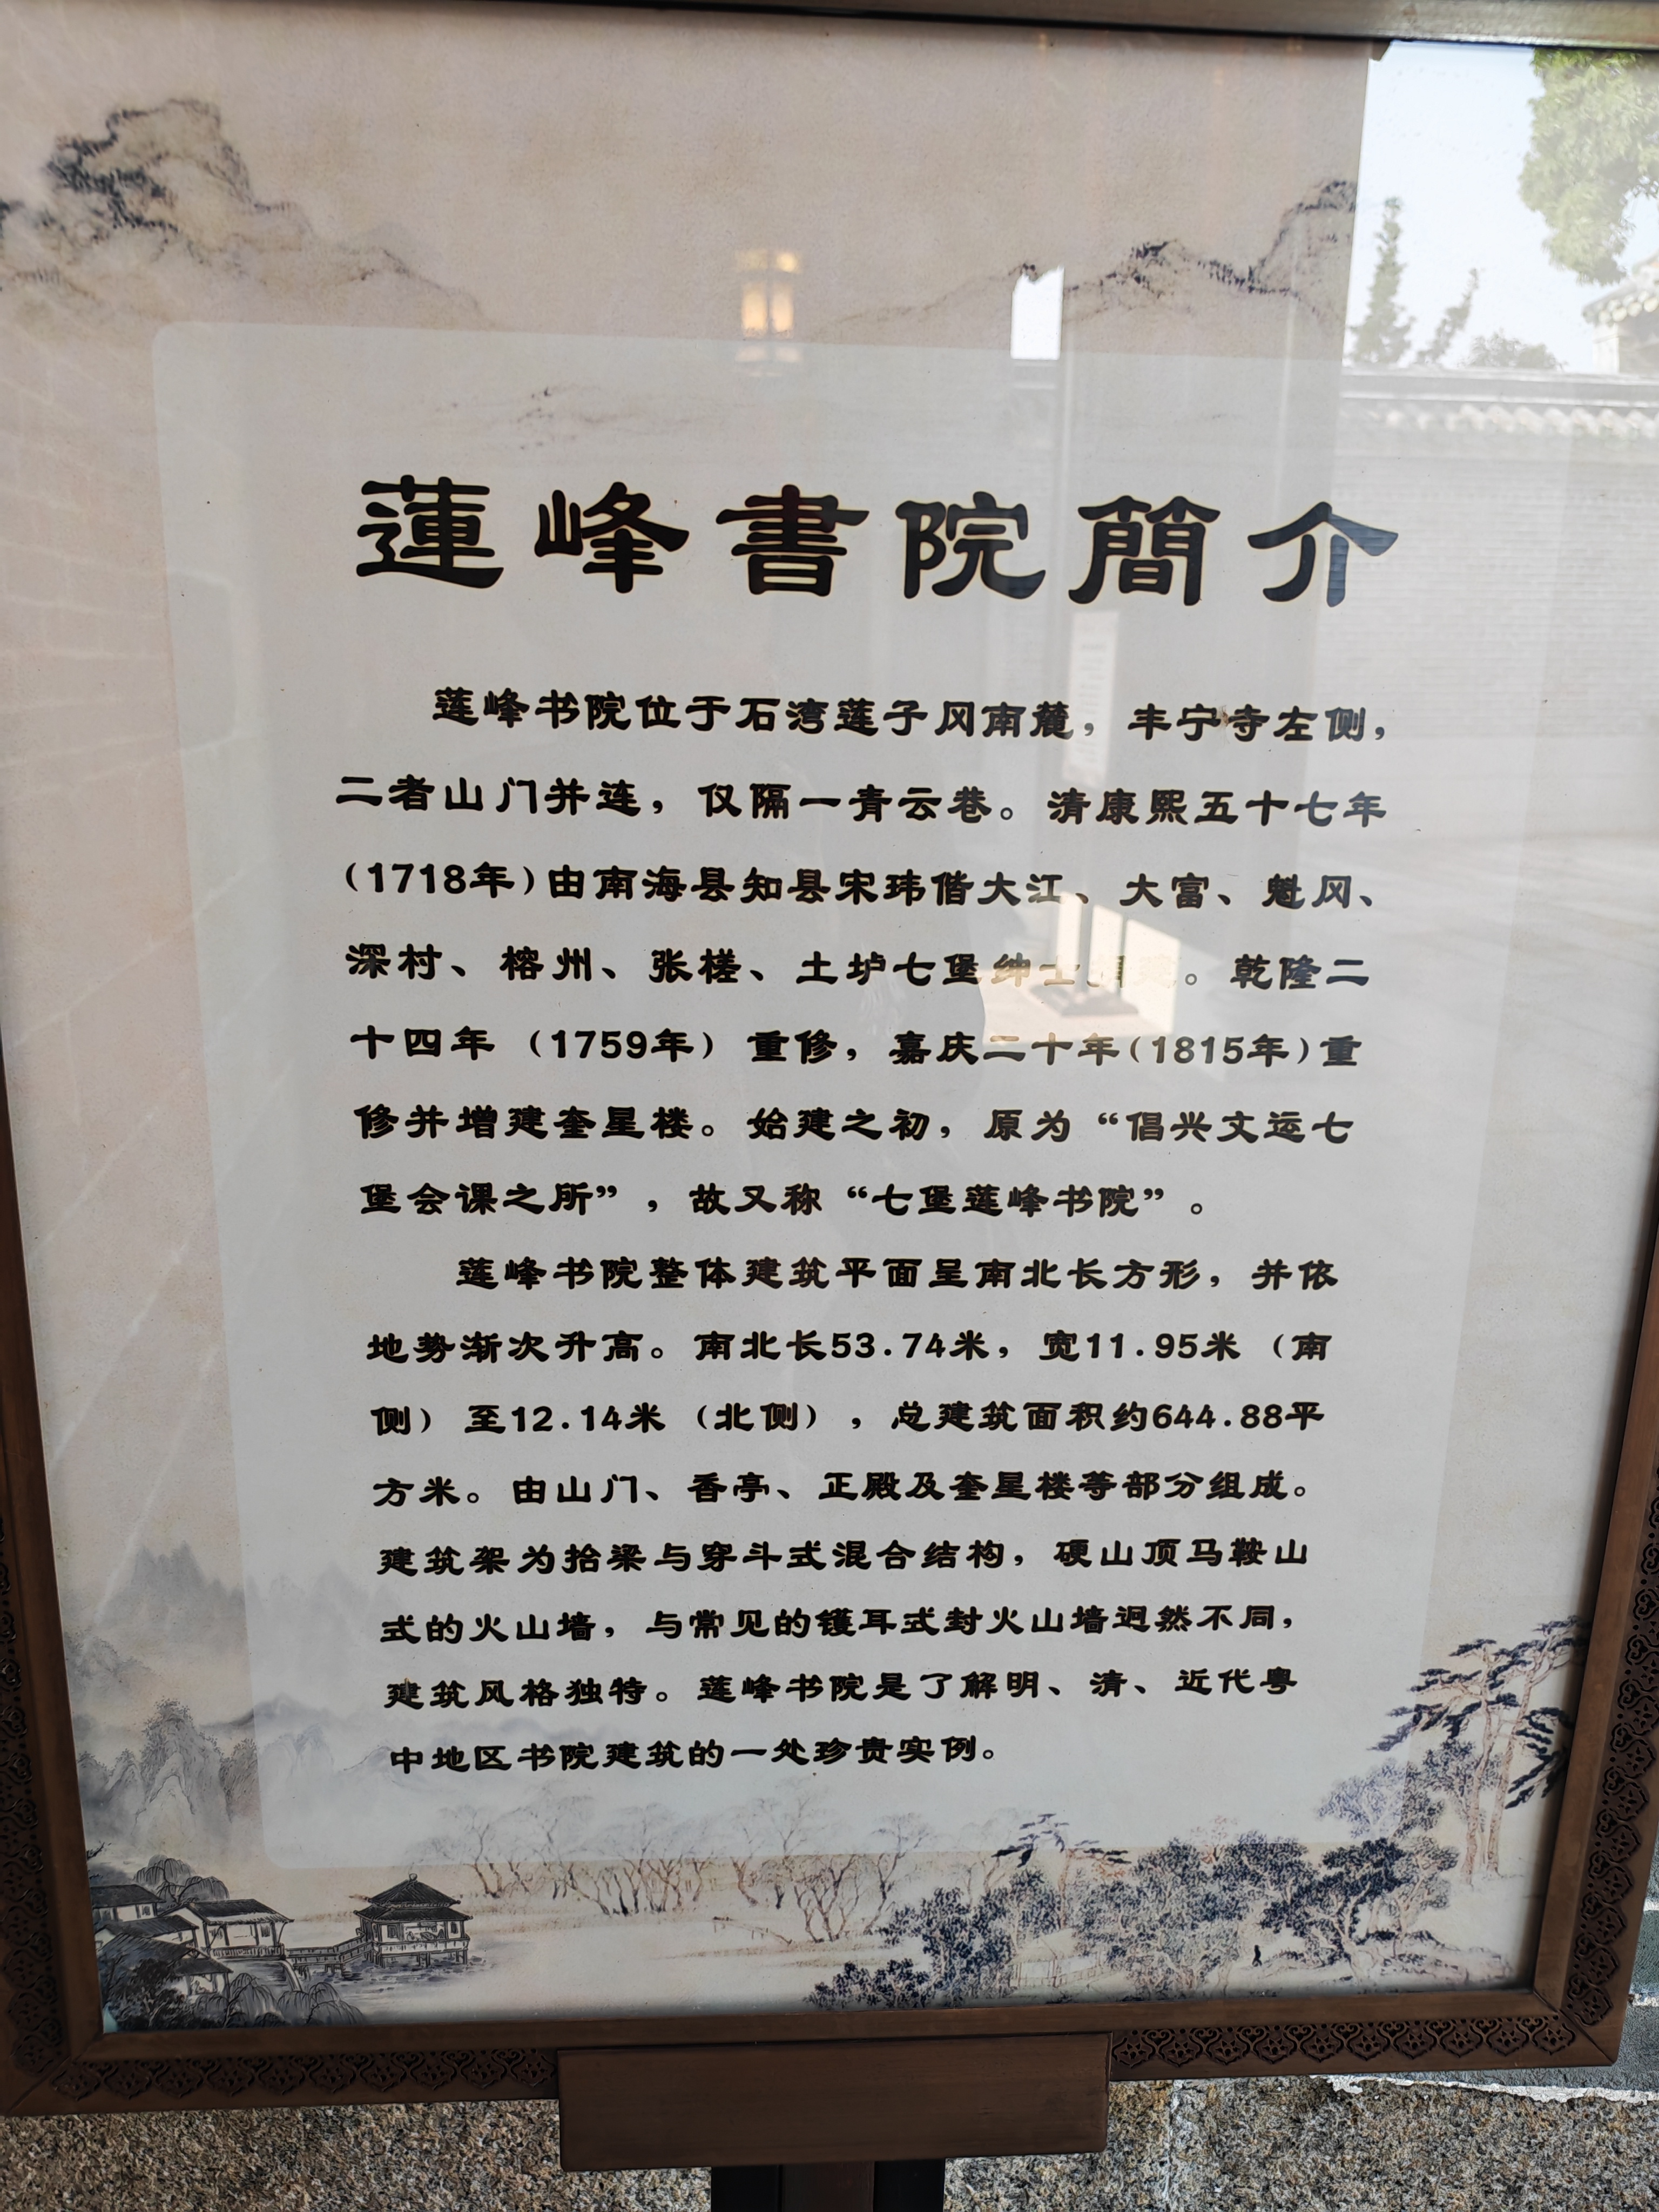 蓮峰書院簡介
莲峰书院位于石湾莲子冈南麓，丰宁寺左侧，
二者山门并连，仅隔一青云巷。清康熙五十七年
(1718年)由南海县知县宋玮偕大江、大富、魁冈、
深村、榕州、张槎、土垆七堡绅士。乾隆二
十四年（1759年）重修，嘉庆二十年(1815年)重
修并增建奎星楼。始建之初，原为“倡兴文运七
堡会课之所”，故又称“七堡莲峰书院”。
莲峰书院整体建筑平面呈南北长方形，并依
地势渐次升高。南北长53.74米，宽11.95米（南
侧）至12.14米（北侧），总建筑面积约644.88平
方米。由山门、香亭、正殿及奎星楼等部分组成。
建筑架为抬梁与穿斗式混合结构，硬山顶马鞍山
式的火山墙，与常见的镬耳式封火山墙迥然不同，
建筑风格独特。莲峰书院是了解明、清、近代粤
中地区书院建筑的一处珍贵实例。